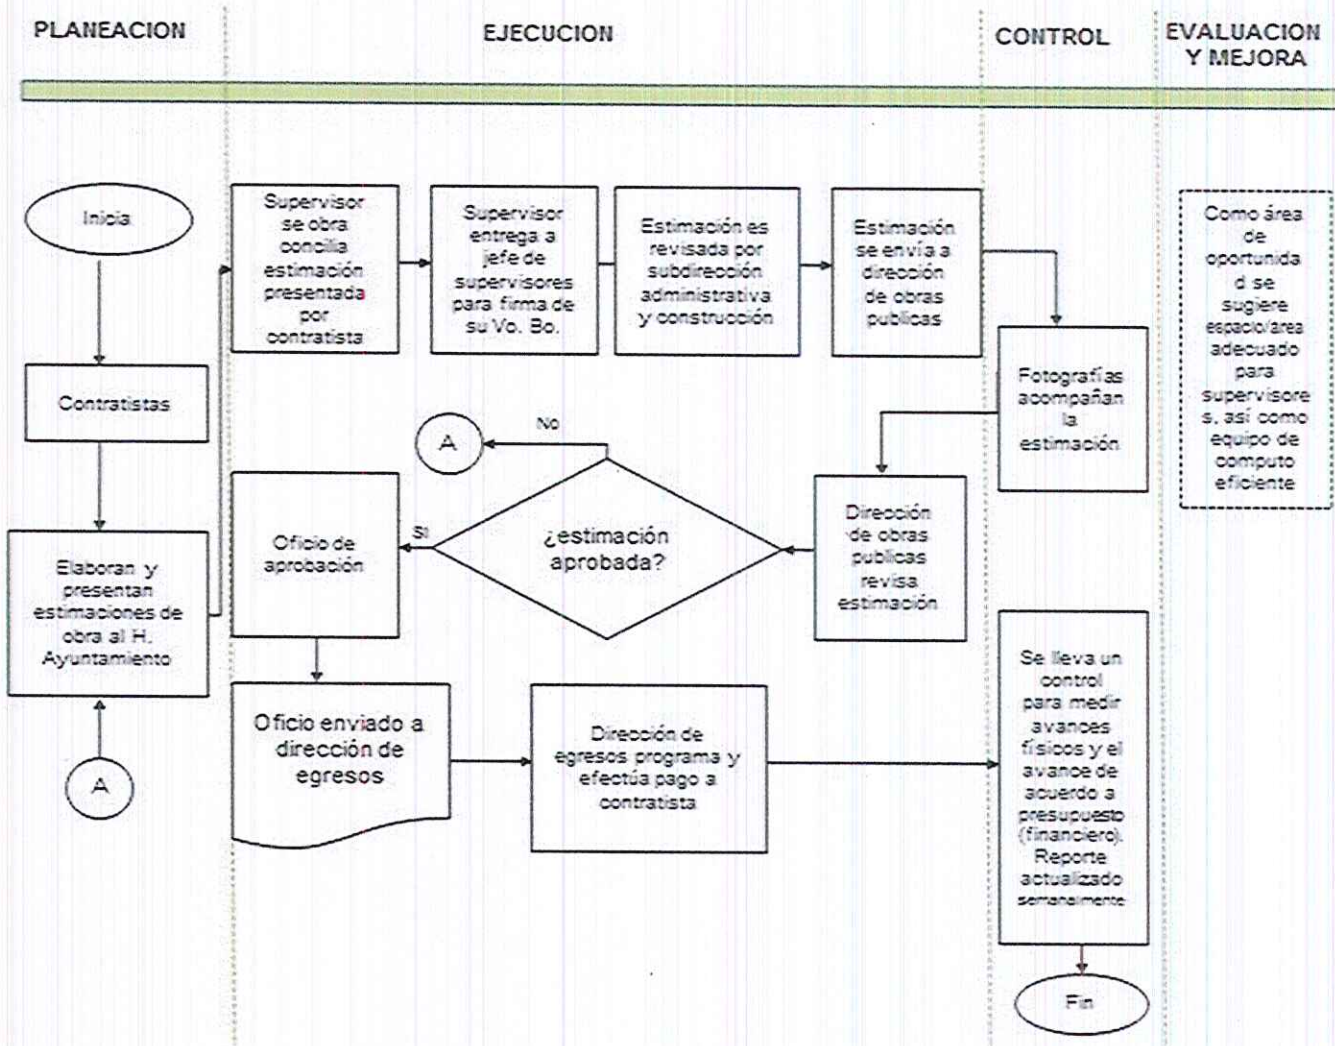 PLANEACION
EJECUCION
CONTROL
EVALUACION
Y MEJORA
Inicia
Contratistas
Elaboran y
presentan
estimaciones de
obra al H.
Ayuntamiento
A
Supervisor
se obra
concilia
estimación
presentada
por
contratista
Supervisor
entrega a
jefe de
supervisores
para firma de
su Vo. Bo.
Estimación es
revisada por
subdirección
administrativa
y construcción
Estimación
se envía a
dirección
de obras
publicas
Fotografías
acompañan
la
estimación
Dirección
de obras
publicas
revisa
estimación
¿estimación
aprobada?
No
A
Si
Oficio de
aprobación
Oficio enviado a
dirección de
egresos
Dirección de
egresos programa y
efectúa pago a
contratista
Se lleva un
control
para medir
avances
físicos y el
avance de
acuerdo a
presupuesto
(financiero).
Reporte
actualizado
semanalmente
Fin
Como área
de
oportunida
d se
sugiere
espacio/area
adecuado
para
supervisore
s, así como
equipo de
computo
eficiente